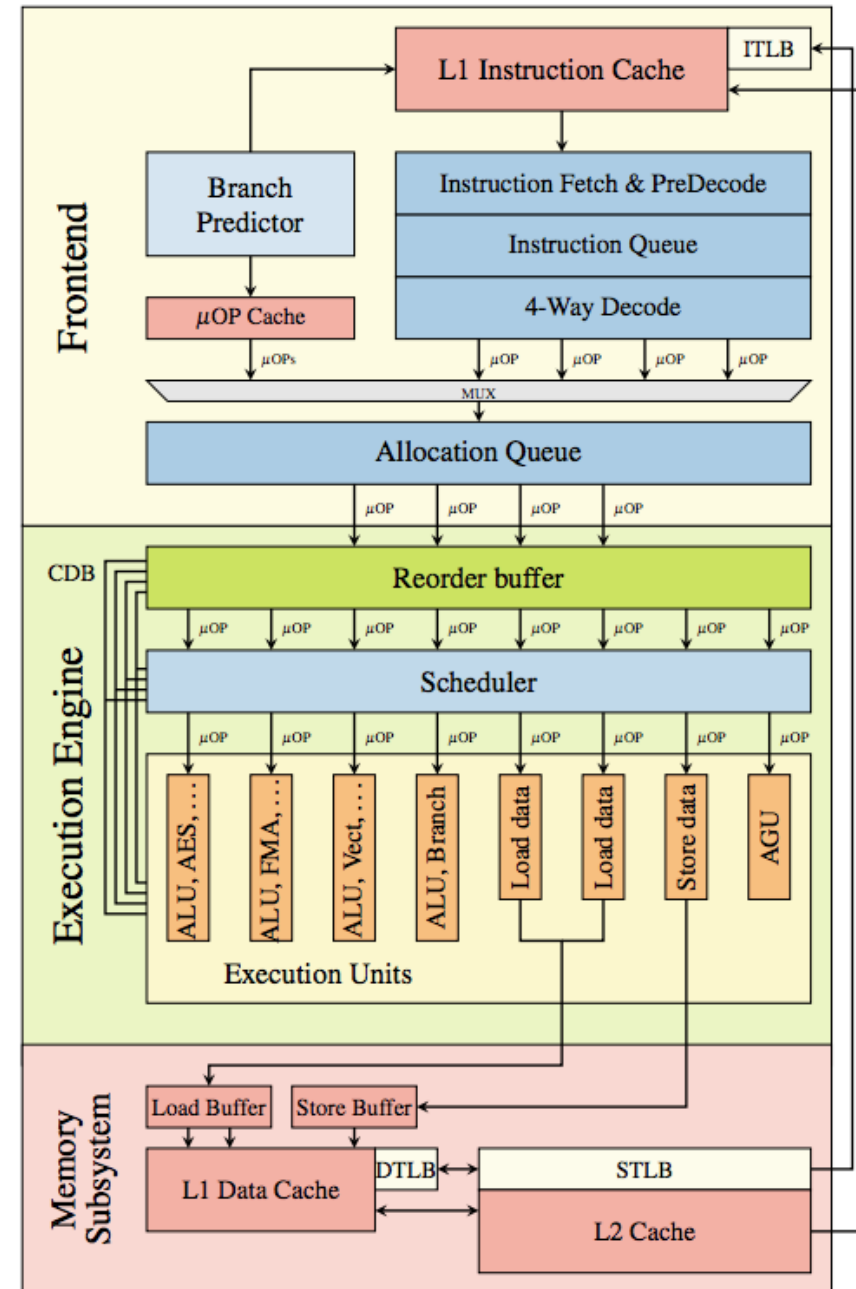 Frontend
L1 Instruction Cache
ITLB
Branch
Predictor
Instruction Fetch & PreDecode
Instruction Queue
4-Way Decode
μOP Cache
μOPs
μOP
μOP
μOP
μOP
MUX
Allocation Queue
μOP
μOP
μOP
μOP
Execution Engine
CDB
Reorder buffer
μOP
μOP
μOP
μOP
μOP
μOP
μOP
μOP
Scheduler
μOP
μOP
μOP
μOP
μOP
μOP
μOP
μOP
ALU, AES, …
ALU, FMA, …
ALU, Vect, …
ALU, Branch
Load data
Load data
Store data
AGU
Execution Units
Memory
Subsystem
Load Buffer
Store Buffer
L1 Data Cache
DTLB
STLB
L2 Cache